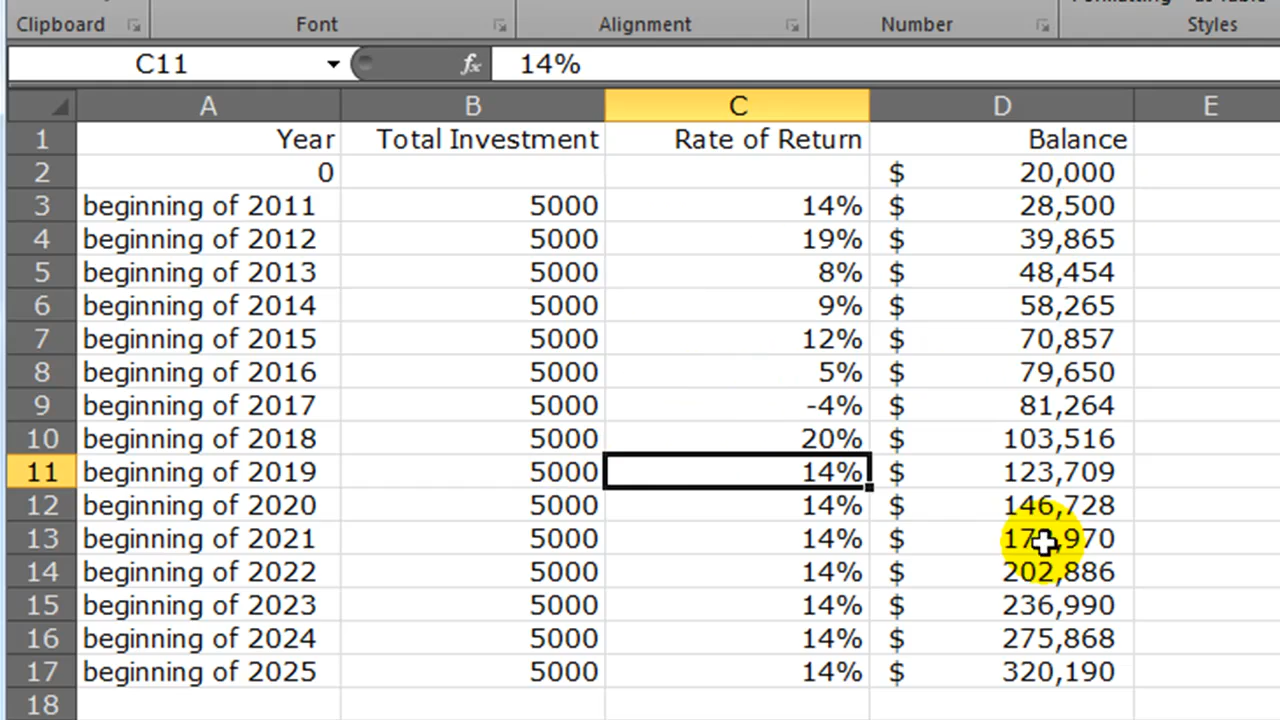 Clipboard Font Alignment Number Styles
C11 fx 14%
A B C D E
1 Year Total Investment Rate of Return Balance
2 0 $ 20,000
3 beginning of 2011 5000 14% $ 28,500
4 beginning of 2012 5000 19% $ 39,865
5 beginning of 2013 5000 8% $ 48,454
6 beginning of 2014 5000 9% $ 58,265
7 beginning of 2015 5000 12% $ 70,857
8 beginning of 2016 5000 5% $ 79,650
9 beginning of 2017 5000 -4% $ 81,264
10 beginning of 2018 5000 20% $ 103,516
11 beginning of 2019 5000 14% $ 123,709
12 beginning of 2020 5000 14% $ 146,728
13 beginning of 2021 5000 14% $
14 beginning of 2022 5000 14% $ 202,886
15 beginning of 2023 5000 14% $ 236,990
16 beginning of 2024 5000 14% $ 275,868
17 beginning of 2025 5000 14% $ 320,190
18